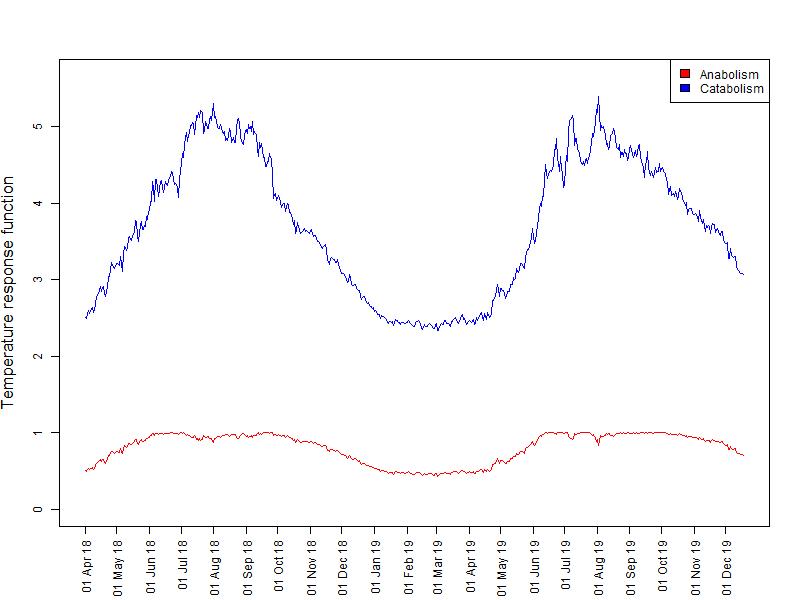 Anabolism
Catabolism
Temperature response function
5
4
3
2
1
0
01 Apr 18
01 May 18
01 Jun 18
01 Jul 18
01 Aug 18
01 Sep 18
01 Oct 18
01 Nov 18
01 Dec 18
01 Jan 19
01 Feb 19
01 Mar 19
01 Apr 19
01 May 19
01 Jun 19
01 Jul 19
01 Aug 19
01 Sep 19
01 Oct 19
01 Nov 19
01 Dec 19